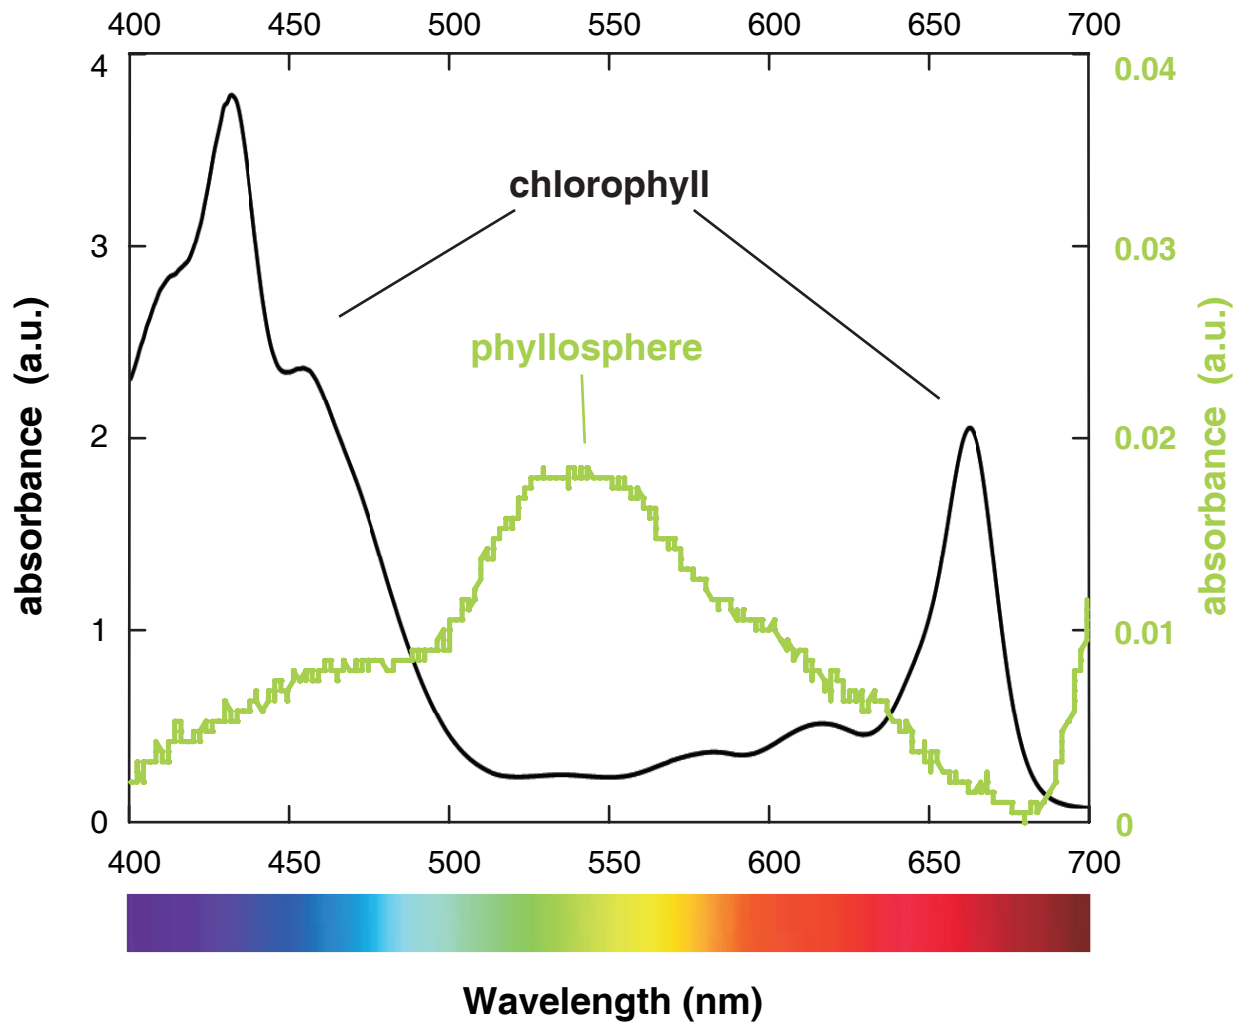 400 450 500 550 600 650 700
4 0.04
chlorophyll
3 0.03
phyllosphere
absorbance (a.u.)
absorbance (a.u.)
2 0.02
1 0.01
0 0
400 450 500 550 600 650 700
Wavelength (nm)